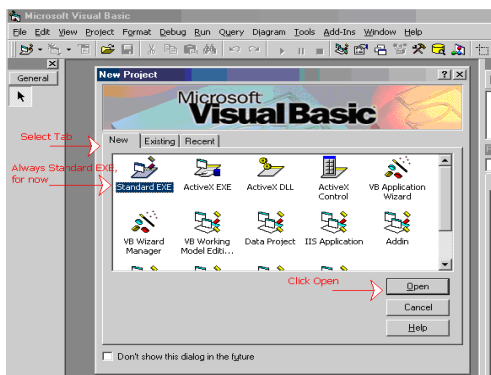 Microsoft Visual Basic
File Edit View Project Format Debug Run Query Diagram Tools Add-Ins Window Help
General
New Project
Microsoft
Visual Basic
Select Tab
New Existing Recent
Always Standard EXE,
for now
Standard EXE ActiveX EXE ActiveX DLL ActiveX Control VB Application Wizard
VB Wizard Manager VB Working Model Editi... Data Project IIS Application Addin
Click Open
Open
Cancel
Help
Don't show this dialog in the future